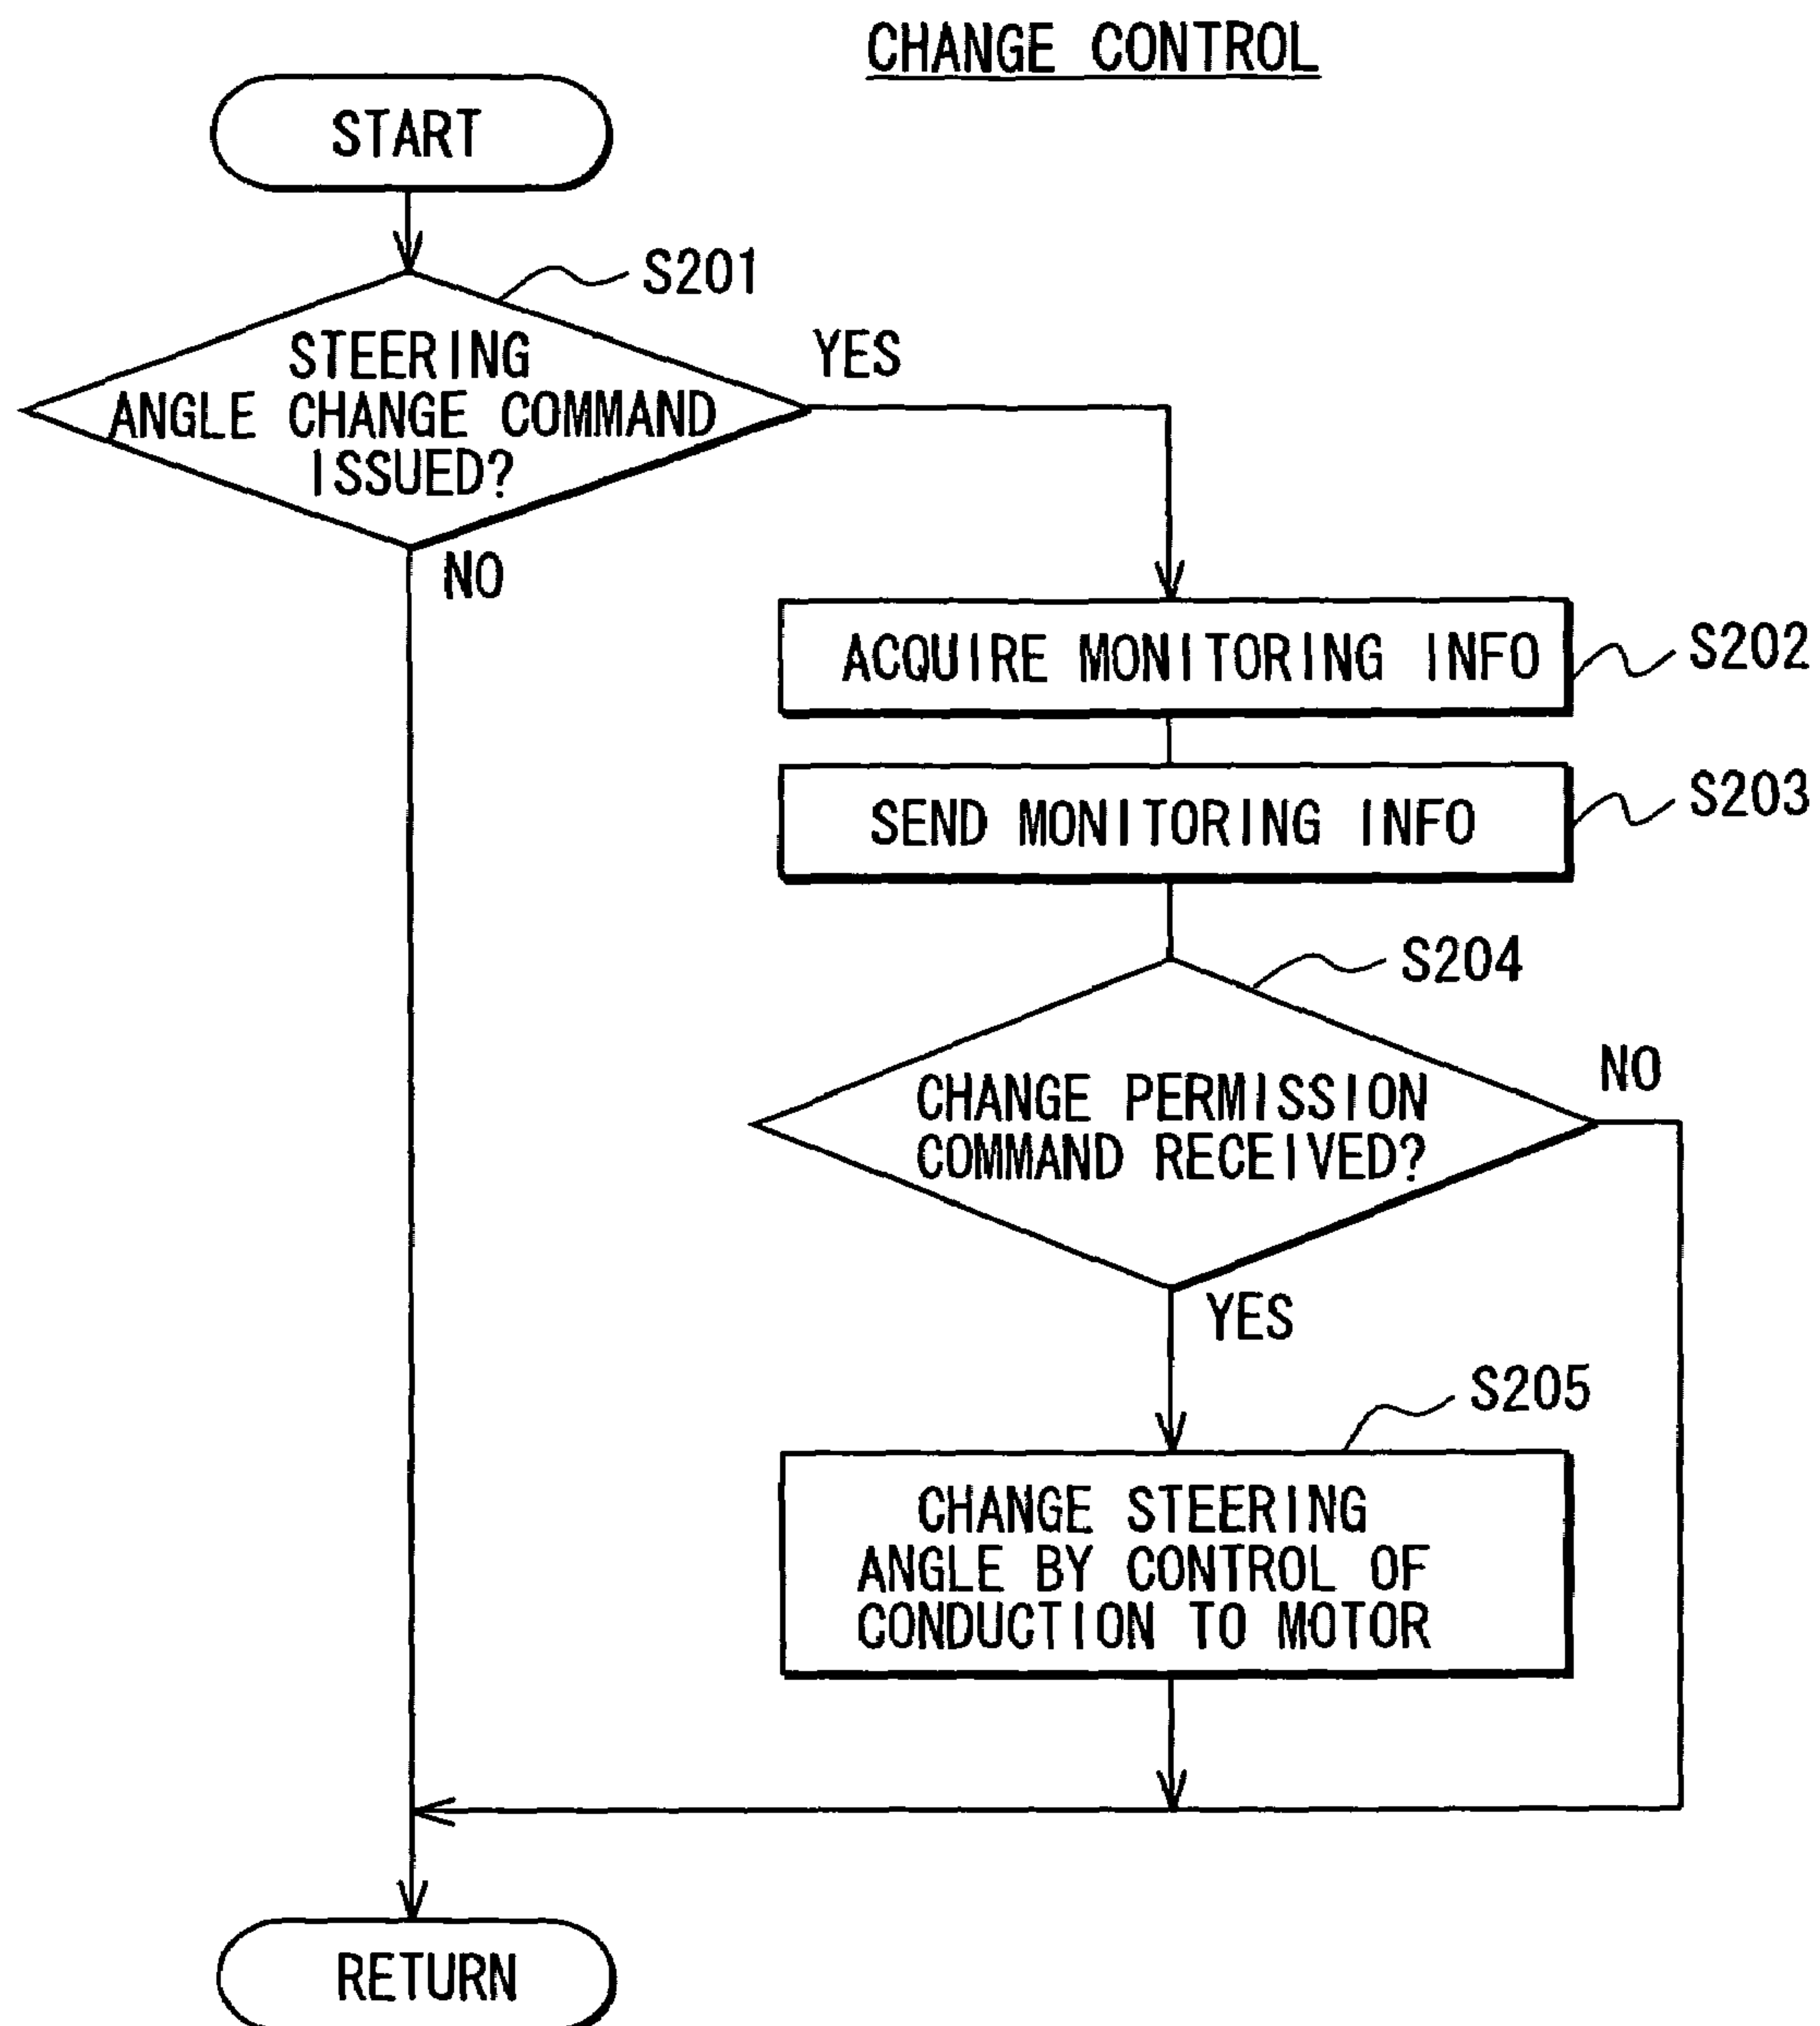 CHANGE CONTROL
START
S201
STEERING
ANGLE CHANGE COMMAND
ISSUED?
YES
NO
ACQUIRE MONITORING INFO
S202
SEND MONITORING INFO
S203
S204
CHANGE PERMISSION
COMMAND RECEIVED?
NO
YES
S205
CHANGE STEERING
ANGLE BY CONTROL OF
CONDUCTION TO MOTOR
RETURN